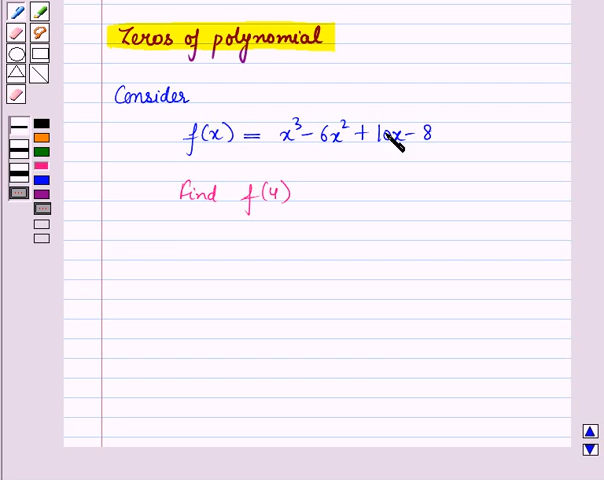 Zeros of polynomial
Consider
f(x) = x³ - 6x² + 10x - 8
Find f(4)